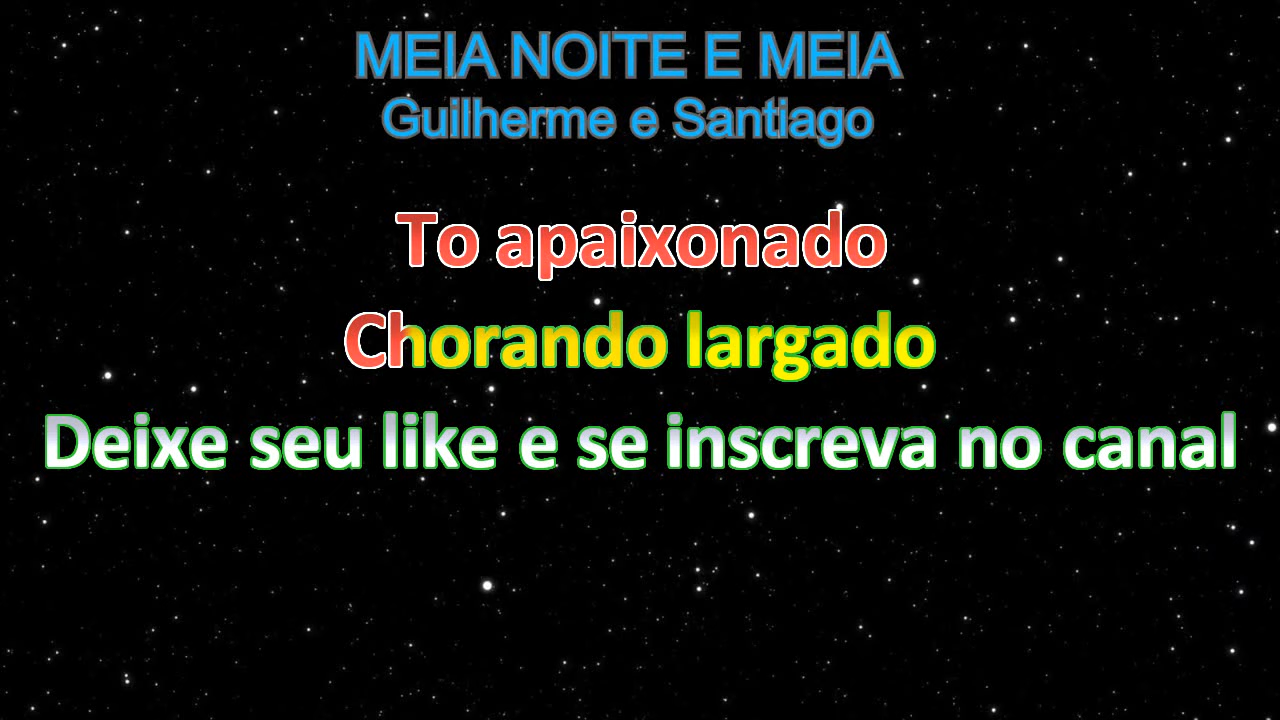 MEIA NOITE E MEIA
Guilherme e Santiago
To apaixonado
Chorando largado
Deixe seu like e se inscreva no canal